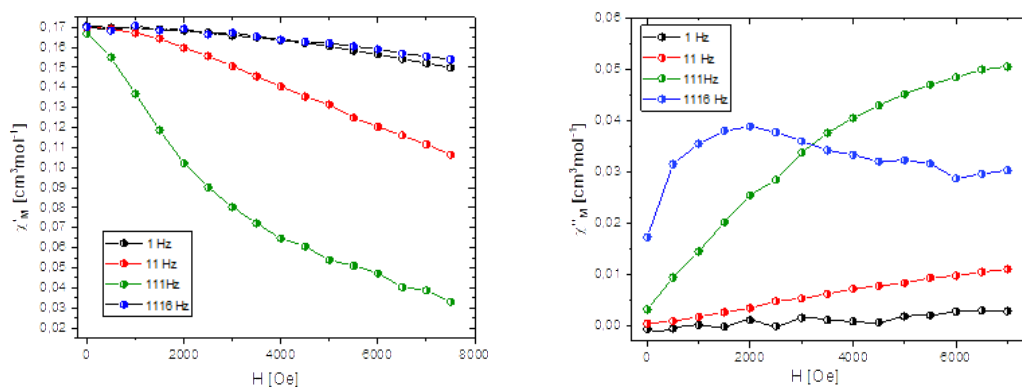 0,17
0,16
0,15
0,14
0,13
0,12
0,11
0,10
0,09
0,08
0,07
0,06
0,05
0,04
0,03
0,02
χ'M [cm3mol-1]
1 Hz
11 Hz
111Hz
1116 Hz
0 2000 4000 6000 8000
H [Oe]
0,06
0,05
0,04
0,03
0,02
0,01
0,00
χ''M [cm3mol-1]
1 Hz
11 Hz
111Hz
1116 Hz
0 2000 4000 6000
H [Oe]